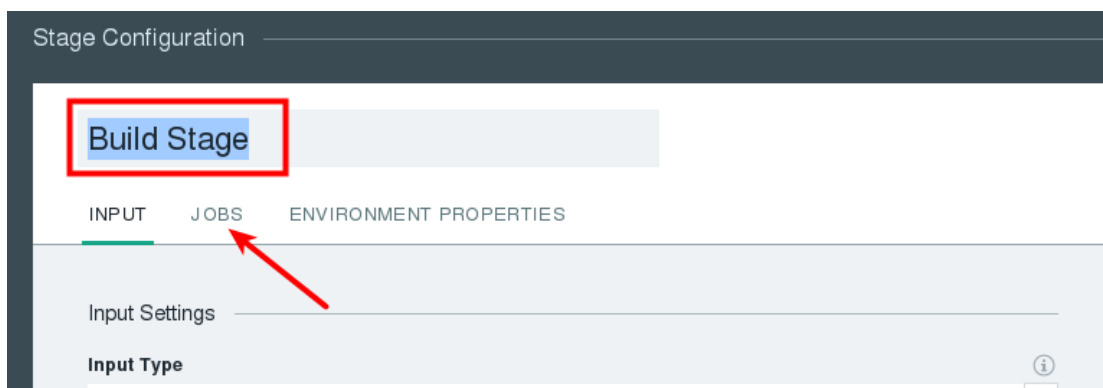 Stage Configuration
Build Stage
INPUT JOBS ENVIRONMENT PROPERTIES
Input Settings
Input Type